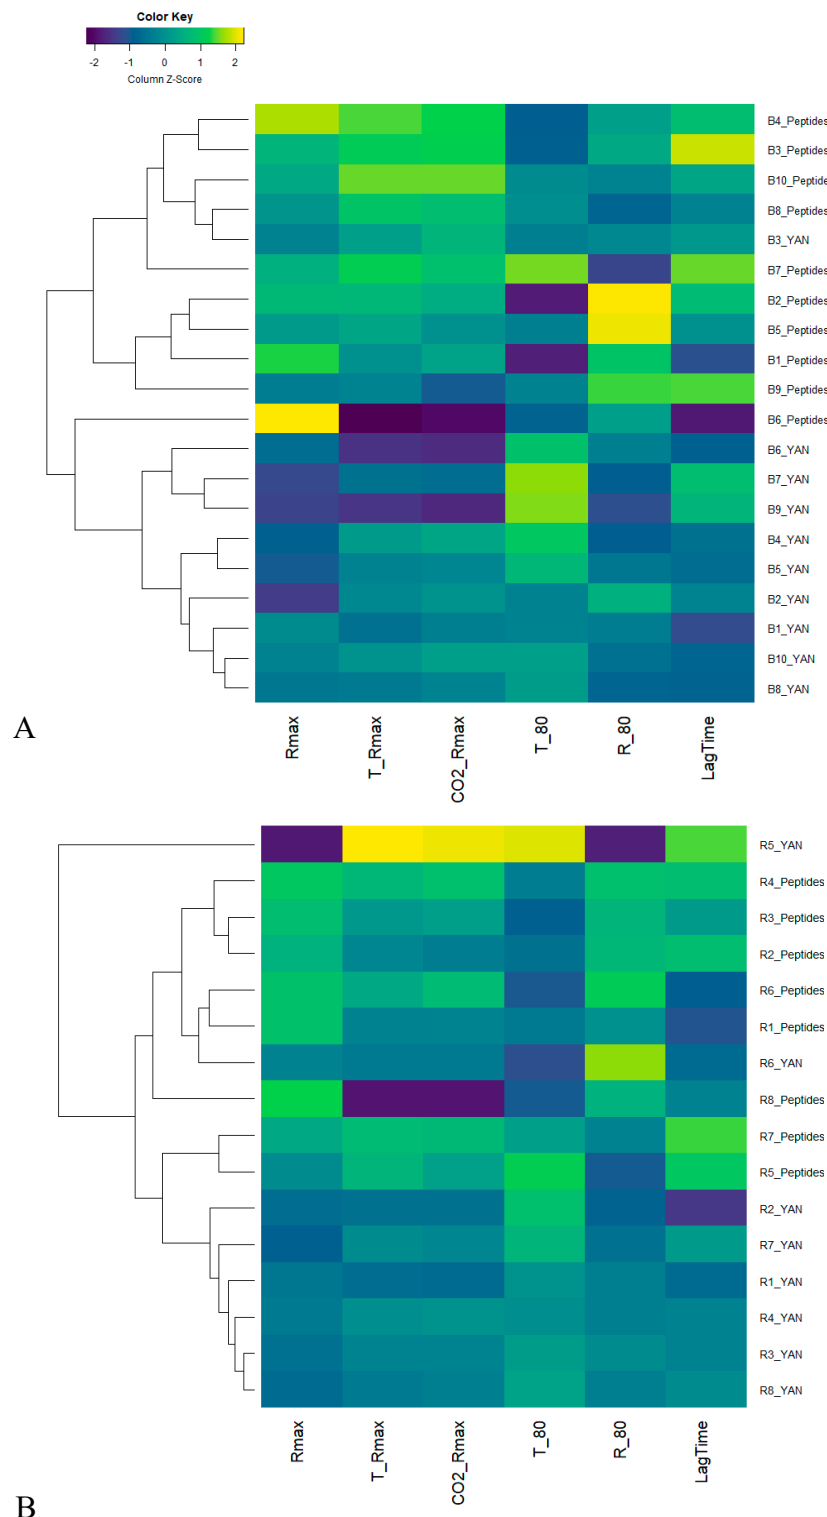 Color Key
-2 -1 0 1 2
Column Z-Score
B4_Peptides
B3_Peptides
B10_Peptide
B8_Peptides
B3_YAN
B7_Peptides
B2_Peptides
B5_Peptides
B1_Peptides
B9_Peptides
B6_Peptides
B6_YAN
B7_YAN
B9_YAN
B4_YAN
B5_YAN
B2_YAN
B1_YAN
B10_YAN
B8_YAN
A
Rmax
T_Rmax
CO2_Rmax
T_80
R_80
LagTime
R5_YAN
R4_Peptides
R3_Peptides
R2_Peptides
R6_Peptides
R1_Peptides
R6_YAN
R8_Peptides
R7_Peptides
R5_Peptides
R2_YAN
R7_YAN
R1_YAN
R4_YAN
R3_YAN
R8_YAN
Rmax
T_Rmax
CO2_Rmax
T_80
R_80
LagTime
B